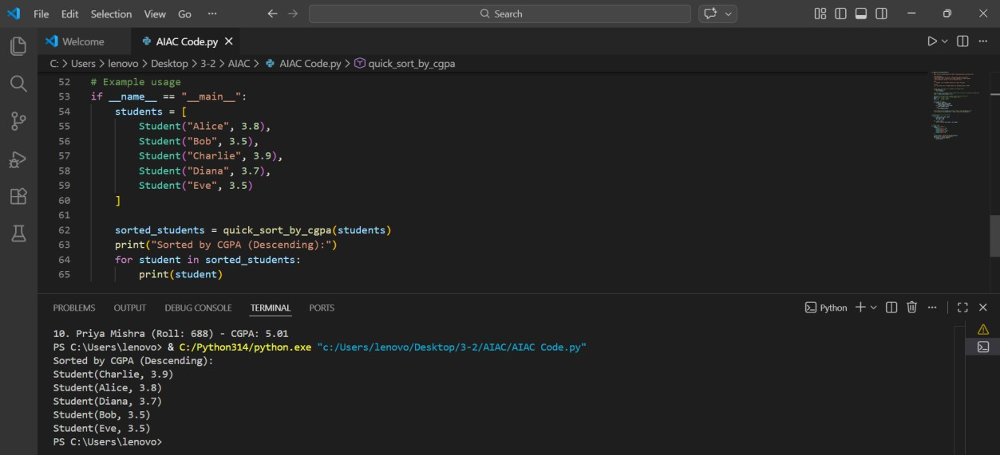 File Edit Selection View Go ··· Search
Welcome AIAC Code.py
C: > Users > lenovo > Desktop > 3-2 > AIAC > AIAC Code.py > quick_sort_by_cgpa
52 # Example usage
53 if __name__ == "__main__":
54     students = [
55         Student("Alice", 3.8),
56         Student("Bob", 3.5),
57         Student("Charlie", 3.9),
58         Student("Diana", 3.7),
59         Student("Eve", 3.5)
60     ]
61
62     sorted_students = quick_sort_by_cgpa(students)
63     print("Sorted by CGPA (Descending):")
64     for student in sorted_students:
65         print(student)
PROBLEMS OUTPUT DEBUG CONSOLE TERMINAL PORTS Python
10. Priya Mishra (Roll: 688) - CGPA: 5.01
PS C:\Users\lenovo> & C:/Python314/python.exe "c:/Users/lenovo/Desktop/3-2/AIAC/AIAC Code.py"
Sorted by CGPA (Descending):
Student(Charlie, 3.9)
Student(Alice, 3.8)
Student(Diana, 3.7)
Student(Bob, 3.5)
Student(Eve, 3.5)
PS C:\Users\lenovo>